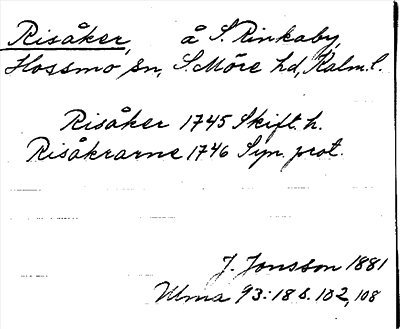 Risåker, å S. Rinkaby,
Hossmo sn, S. Möre hd, Kalm. l.
Risåker 1745 Skift. h.
Risåkrarne 1746 Syn. prot.
J. Jonsson 1881
Ulma 93:18 s. 102, 108